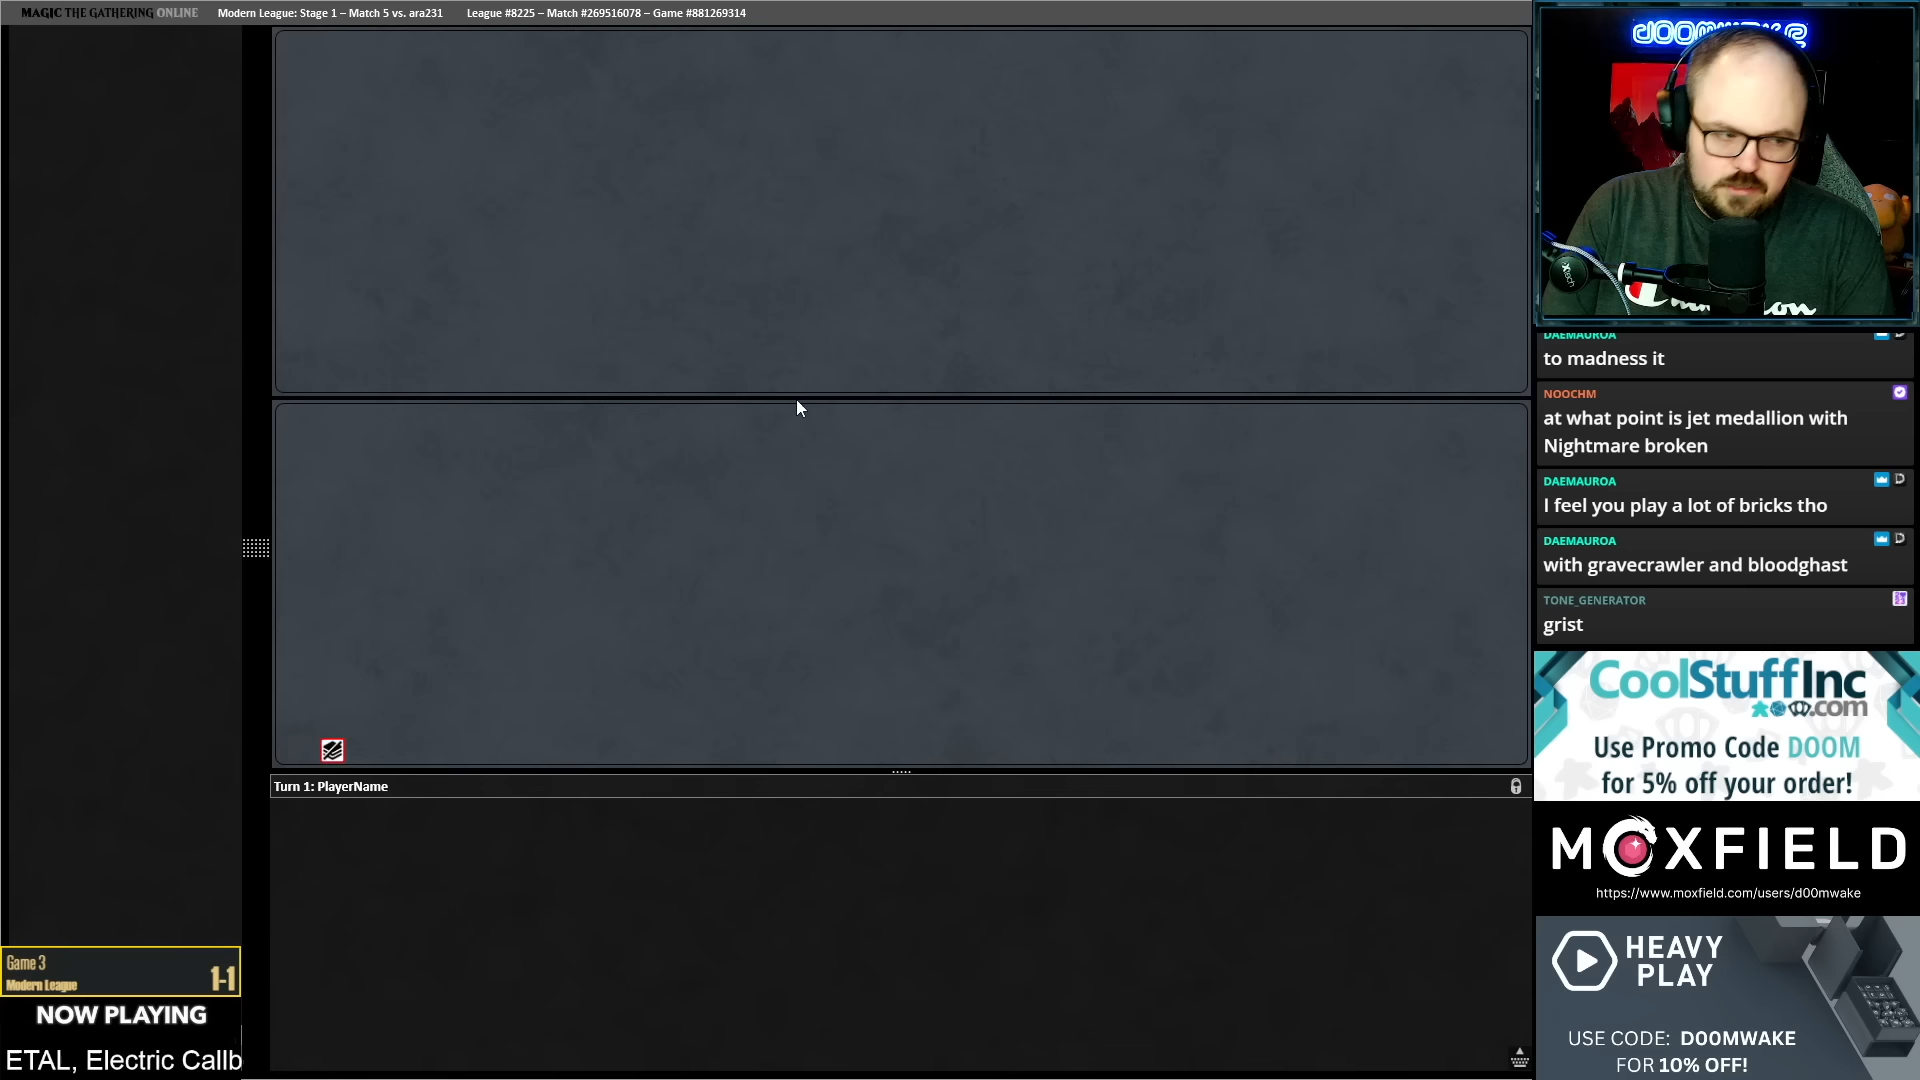 MAGIC THE GATHERING ONLINE
Modern League: Stage 1 – Match 5 vs. ara231
League #8225 – Match #269516078 – Game #881269314
Champion
DAEMAUROA
to madness it
NOOCHM
at what point is jet medallion with
Nightmare broken
DAEMAUROA
I feel you play a lot of bricks tho
DAEMAUROA
with gravecrawler and bloodghast
TONE_GENERATOR
grist
CoolStuffInc
.com
Use Promo Code DOOM
for 5% off your order!
Turn 1: PlayerName
MOXFIELD
https://www.moxfield.com/users/d00mwake
HEAVY
PLAY
USE CODE: D00MWAKE
FOR 10% OFF!
Game 3
Modern League
1-1
NOW PLAYING
ETAL, Electric Callb